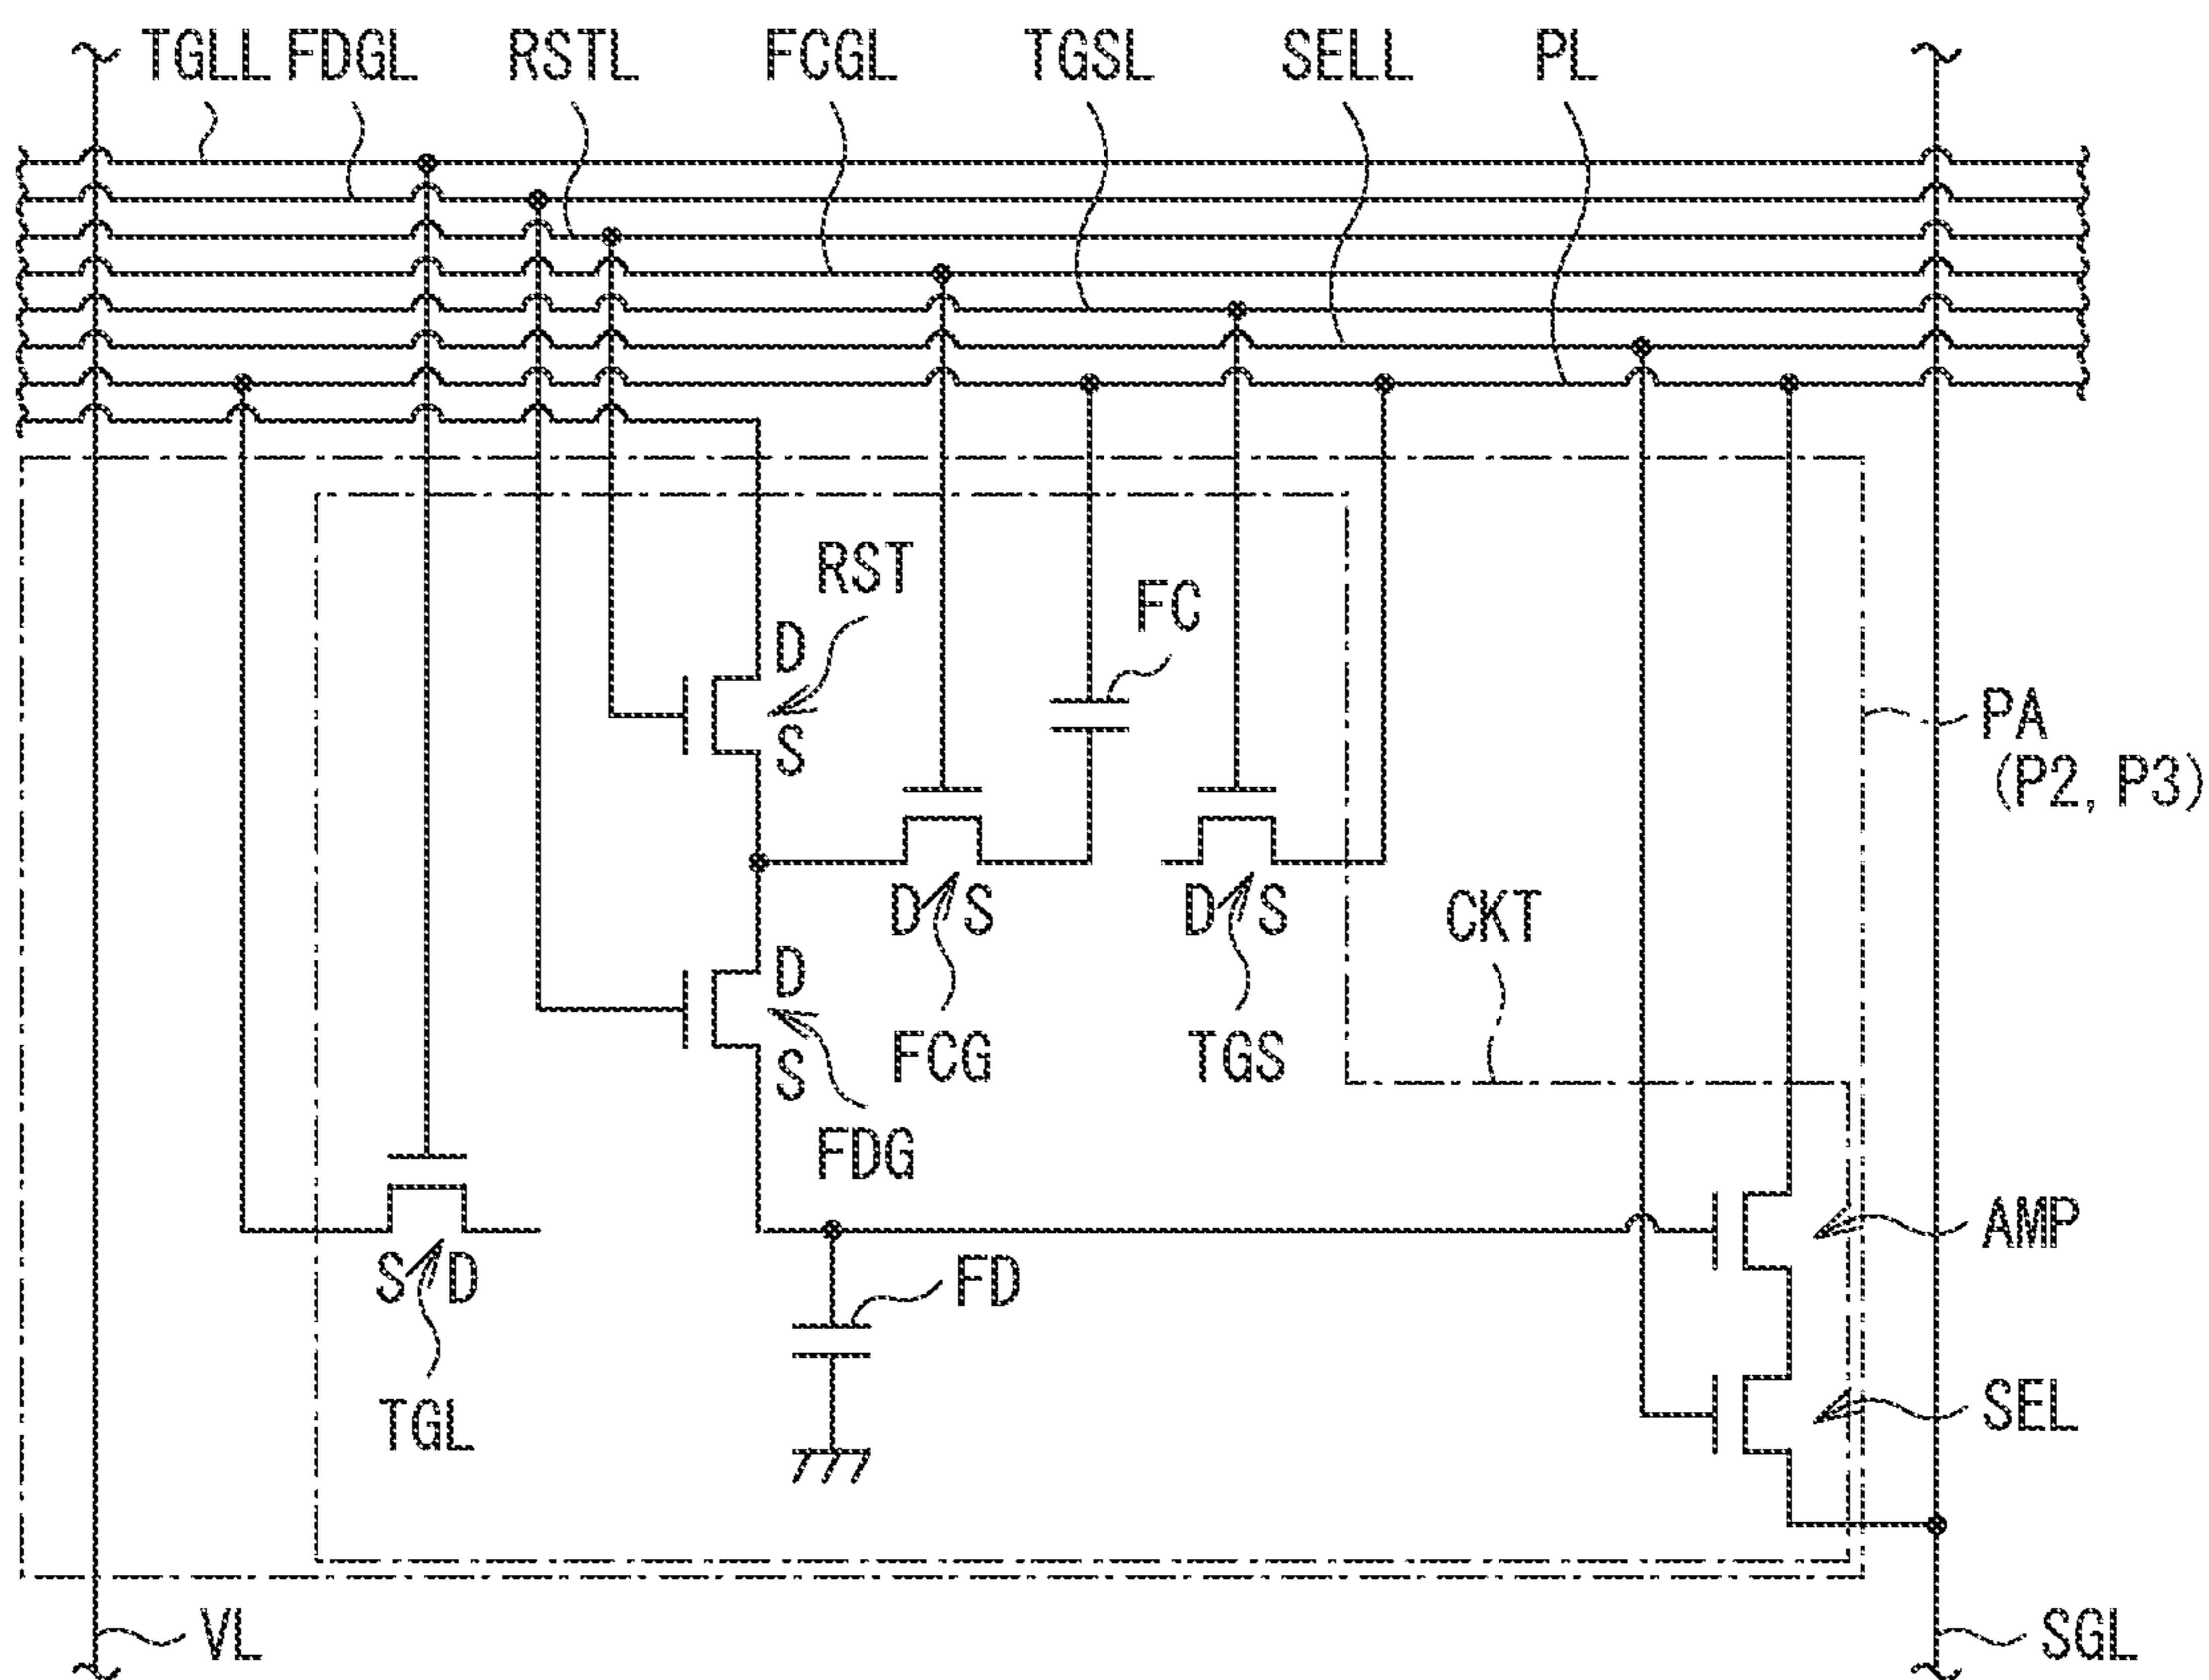 TGLL FDGL RSTL FCGL TGSL SELL PL
RST
D
S
FC
PA
(P2, P3)
D S
D S
CKT
D
S
FCG
TGS
FDG
AMP
S D
FD
TGL
SEL
VL
SGL